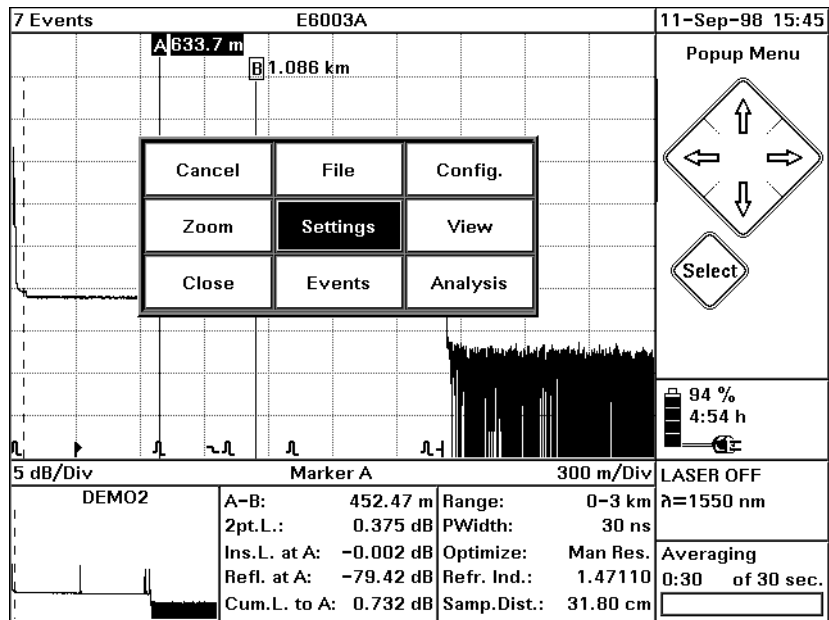 7 Events E6003A 11-Sep-98 15:45
A 633.7 m
B 1.086 km
Popup Menu
Cancel File Config.
Zoom Settings View
Close Events Analysis
Select
94 %
4:54 h
5 dB/Div Marker A 300 m/Div
LASER OFF
λ=1550 nm
DEMO2
A-B: 452.47 m
2pt.L.: 0.375 dB
Ins.L. at A: -0.002 dB
Refl. at A: -79.42 dB
Cum.L. to A: 0.732 dB
Range: 0-3 km
PWidth: 30 ns
Optimize: Man Res.
Refr. Ind.: 1.47110
Samp.Dist.: 31.80 cm
Averaging
0:30 of 30 sec.